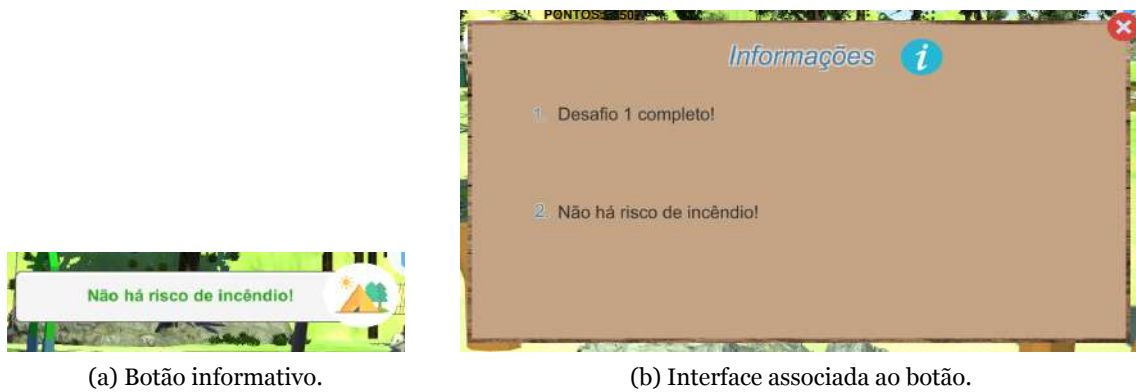 PONTOS:
Informações i
1. Desafio 1 completo!
2. Não há risco de incêndio!
Não há risco de incêndio!
(a) Botão informativo.
(b) Interface associada ao botão.